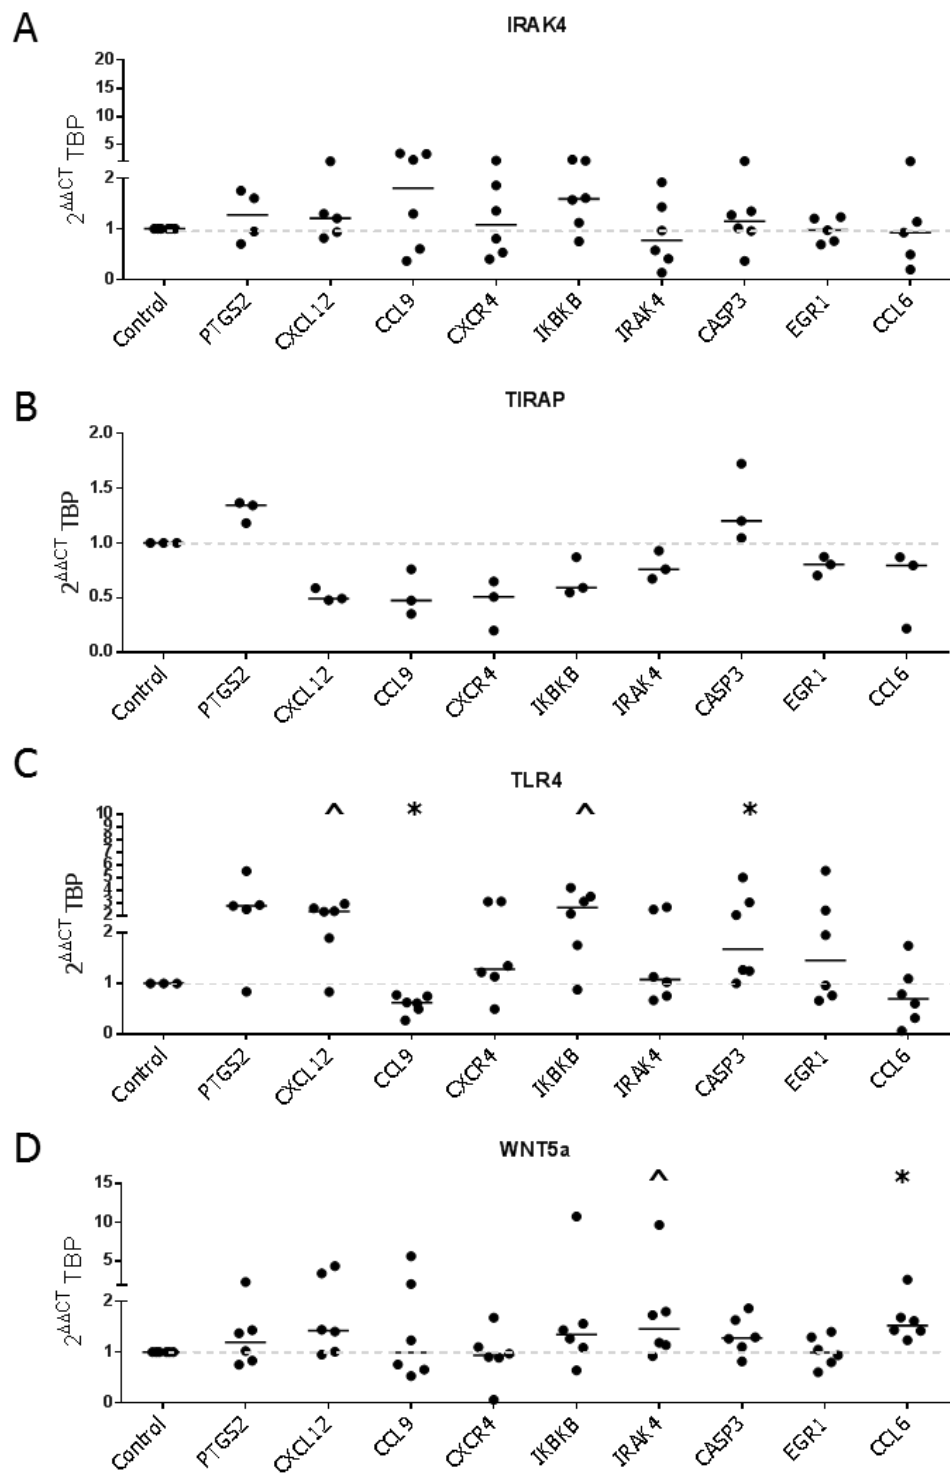 A
IRAK4
20
15
10
5
2
1
0
2ΔΔCT TBP
Control
PTGS2
CXCL12
CCL9
CXCR4
IKBKB
IRAK4
CASP3
EGR1
CCL6
B
TIRAP
2.0
1.5
1.0
0.5
0.0
2ΔΔCT TBP
Control
PTGS2
CXCL12
CCL9
CXCR4
IKBKB
IRAK4
CASP3
EGR1
CCL6
C
TLR4
^ * ^ *
10
9
8
7
6
5
4
3
2
2
1
0
2ΔΔCT TBP
Control
PTGS2
CXCL12
CCL9
CXCR4
IKBKB
IRAK4
CASP3
EGR1
CCL6
D
WNT5a
^ *
15
10
5
2
1
0
2ΔΔCT TBP
Control
PTGS2
CXCL12
CCL9
CXCR4
IKBKB
IRAK4
CASP3
EGR1
CCL6